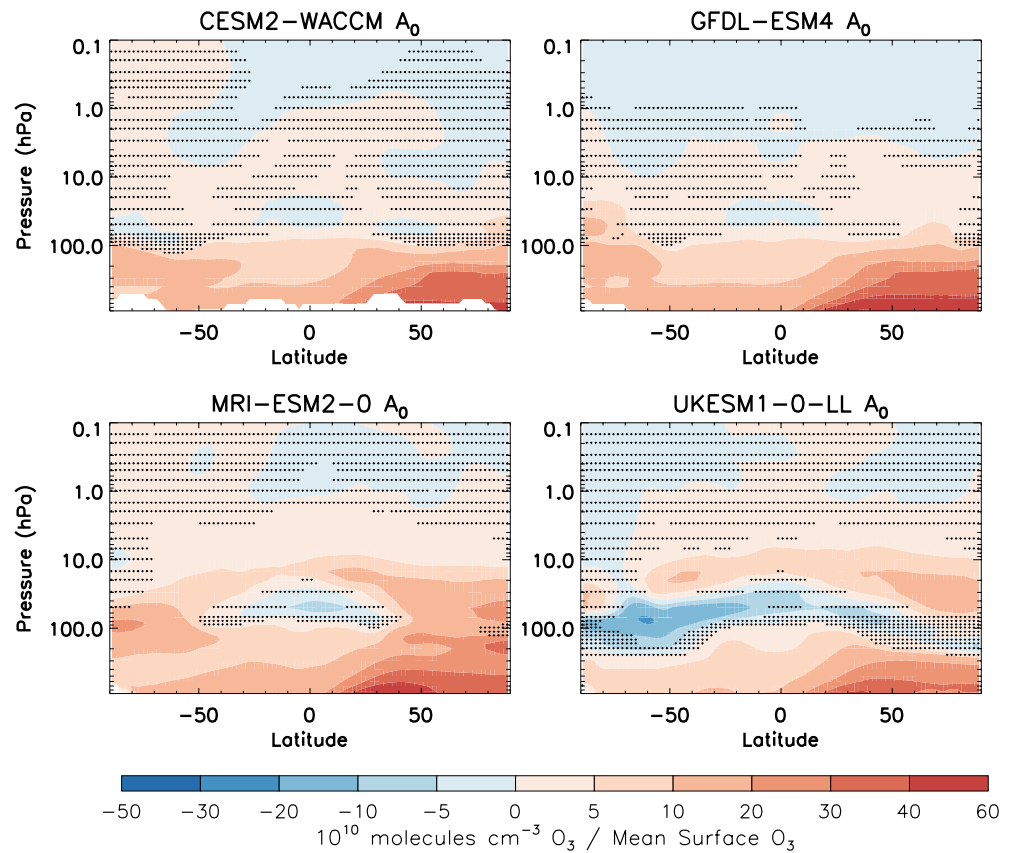 CESM2-WACCM A₀
GFDL-ESM4 A₀
0.1
1.0
10.0
100.0
Pressure (hPa)
-50 0 50
Latitude
0.1
1.0
10.0
100.0
-50 0 50
Latitude
MRI-ESM2-0 A₀
UKESM1-0-LL A₀
0.1
1.0
10.0
100.0
Pressure (hPa)
-50 0 50
Latitude
0.1
1.0
10.0
100.0
-50 0 50
Latitude
-50 -30 -20 -10 -5 0 5 10 20 30 40 60
10¹⁰ molecules cm⁻³ O₃ / Mean Surface O₃